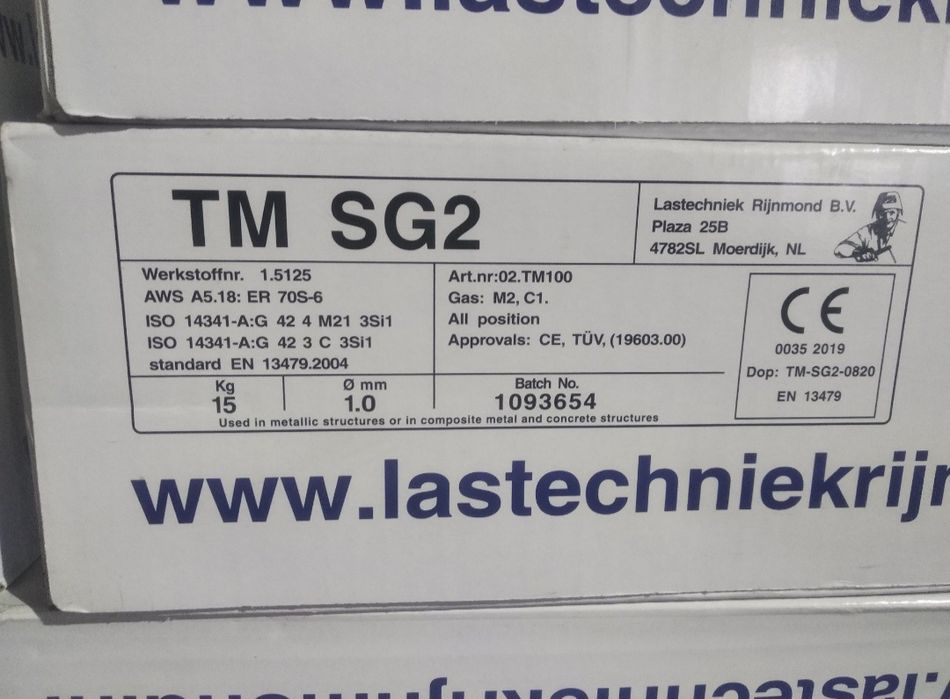 www.lastechniek
TM SG2
Lastechniek Rijnmond B.V.
Plaza 25B
4782SL Moerdijk, NL
Werkstoffnr. 1.5125
AWS A5.18: ER 70S-6
ISO 14341-A:G 42 4 M21 3Si1
ISO 14341-A:G 42 3 C 3Si1
standard EN 13479.2004
Art.nr:02.TM100
Gas: M2, C1.
All position
Approvals: CE, TÜV, (19603.00)
CE
0035 2019
Dop: TM-SG2-0820
EN 13479
Kg
15
Ø mm
1.0
Batch No.
1093654
Used in metallic structures or in composite metal and concrete structures
www.lastechniekrijn